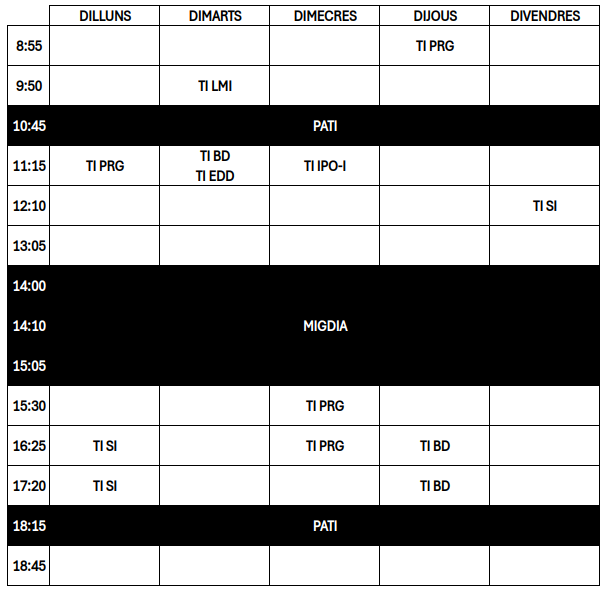 DILLUNS DIMARTS DIMECRES DIJOUS DIVENDRES
8:55 TI PRG
9:50 TI LMI
10:45 PATI
11:15 TI PRG TI BD TI IPO-I
TI EDD
12:10 TI SI
13:05
14:00
14:10 MIGDIA
15:05
15:30 TI PRG
16:25 TI SI TI PRG TI BD
17:20 TI SI TI BD
18:15 PATI
18:45